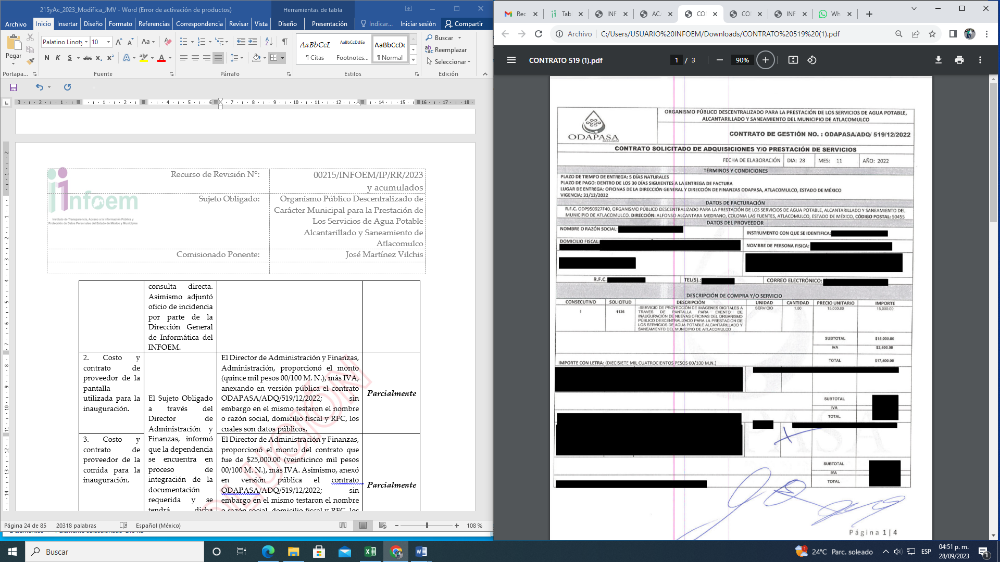 215yAc_2023_Modifica_JMV - Word (Error de activación de productos)
Herramientas de tabla
Archivo Inicio Insertar Diseño Formato Referencias Correspondencia Revisar Vista Diseño Presentación Indicar... Iniciar sesión Compartir
Pegar
Palatino Linoty 10
N K S abc x₂ x²
AaBbCcL AaBbCcDdEe AaBbCcDc
¶ Citas Footnotes... ¶ Normal
Buscar
Reemplazar
Seleccionar
Portapa... Fuente Párrafo Estilos Edición
3 2 1 1 2 4 5 6 7 8 9 10 11 12 14 15 16 17 18
Recurso de Revisión N°: 00215/INFOEM/IP/RR/2023
y acumulados
Sujeto Obligado: Organismo Público Descentralizado de
Carácter Municipal para la Prestación de
Los Servicios de Agua Potable
Alcantarillado y Saneamiento de
Atlacomulco
Comisionado Ponente: José Martínez Vilchis
infoem
Instituto de Transparencia, Acceso a la Información Pública y
Protección de Datos Personales del Estado de México y Municipios
consulta directa.
Asimismo adjuntó
oficio de incidencia
por parte de la
Dirección General
de Informática del
INFOEM.
2. Costo y
contrato de
proveedor de la
pantalla
utilizada para la
inauguración.
3. Costo y
contrato de
proveedor de la
comida para la
inauguración.
El Sujeto Obligado
a través del
Director de
Administración y
Finanzas, informó
que la dependencia
se encuentra en
proceso de
integración de la
documentación
requerida y se
tendrá dicha
El Director de Administración y Finanzas,
Administración, proporcionó el monto
(quince mil pesos 00/100 M. N.), más IVA,
anexando en versión pública el contrato
ODAPASA/ADQ/519/12/2022; sin
embargo en el mismo testaron el nombre
o razón social, domicilio fiscal y RFC, los
cuales son datos públicos.
Parcialmente
El Director de Administración y Finanzas,
proporcionó el monto del contrato que
fue de $25,000.00 (veinticinco mil pesos
00/100 M. N.), más IVA. Asimismo, anexó
en versión pública el contrato
ODAPASA/ADQ/519/12/2022; sin
embargo en el mismo testaron el nombre
o razón social, domicilio fiscal y RFC, los
Parcialmente
Página 24 de 85 20318 palabras Español (México) 108 %
Rec Tabl INF AC CO CO INF Wh
Archivo C:/Users/USUARIO%20INFOEM/Downloads/CONTRATO%20519%20(1).pdf
CONTRATO 519 (1).pdf 1 / 3 90%
ODAPASA
2022-2024
ORGANISMO PÚBLICO DESCENTRALIZADO PARA LA PRESTACIÓN DE LOS SERVICIOS DE AGUA POTABLE,
ALCANTARILLADO Y SANEAMIENTO DEL MUNICIPIO DE ATLACOMULCO
CONTRATO DE GESTIÓN NO. : ODAPASA/ADQ/ 519/12/2022
CONTRATO SOLICITADO DE ADQUISICIONES Y/O PRESTACIÓN DE SERVICIOS
FECHA DE ELABORACIÓN DIA: 28 MES: 11 AÑO: 2022
TÉRMINOS Y CONDICIONES
PLAZO DE TIEMPO DE ENTREGA: 5 DÍAS NATURALES
PLAZO DE PAGO: DENTRO DE LOS 30 DÍAS SIGUIENTES A LA ENTREGA DE FACTURA
LUGAR DE ENTREGA: OFICINAS DE LA DIRECCIÓN GENERAL Y DIRECCIÓN DE FINANZAS ODAPASA, ATLACOMULCO, ESTADO DE MÉXICO
VIGENCIA: 31/12/2022
DATOS DE FACTURACIÓN
R.F.C. ODP950927F40, ORGANISMO PÚBLICO DESCENTRALIZADO PARA LA PRESTACIÓN DE LOS SERVICIOS DE AGUA POTABLE, ALCANTARILLADO Y SANEAMIENTO DEL
MUNICIPIO DE ATLACOMULCO. DIRECCIÓN: ALFONSO ALCANTARA MEDRANO, COLONIA LAS FUENTES, ATLACOMULCO, ESTADO DE MÉXICO, CÓDIGO POSTAL: 50455
DATOS DEL PROVEEDOR
NOMBRE O RAZÓN SOCIAL: INSTRUMENTO CON QUE SE IDENTIFICA:
DOMICILIO FISCAL: NOMBRE DE PERSONA FISICA:
R.F.C. TEL(S).: CORREO ELECTRÓNICO:
DESCRIPCIÓN DE COMPRA Y/O SERVICIO
CONSECUTIVO SOLICITUD DESCRIPCIÓN UNIDAD CANTIDAD PRECIO UNITARIO IMPORTE
1 1136 -SERVICIO DE PROYECCIÓN DE IMÁGENES DIGITALES A SERVICIO 1.00 15,000.00 15,000.00
TRAVES DE PANTALLA PARA EVENTO DE
INAUGURACIÓN DE NUEVAS OFICINAS DEL ORGANISMO
PÚBLICO DESCENTRALIZADO PARA LA PRESTACIÓN DE
LOS SERVICIOS DE AGUA POTABLE ALCANTARILLADO Y
SANEAMIENTO DEL MUNICIPIO DE ATLACOMULCO
SUBTOTAL $15,000.00
IVA $2,400.00
IMPORTE CON LETRA: (DIECISIETE MIL CUATROCIENTOS PESOS 00/100 M.N.) TOTAL $17,400.00
SUBTOTAL
IVA
TOTAL
SUBTOTAL
IVA
TOTAL
Página 1 | 4
Buscar
24°C Parc. soleado ESP 04:51 p. m.
28/09/2023